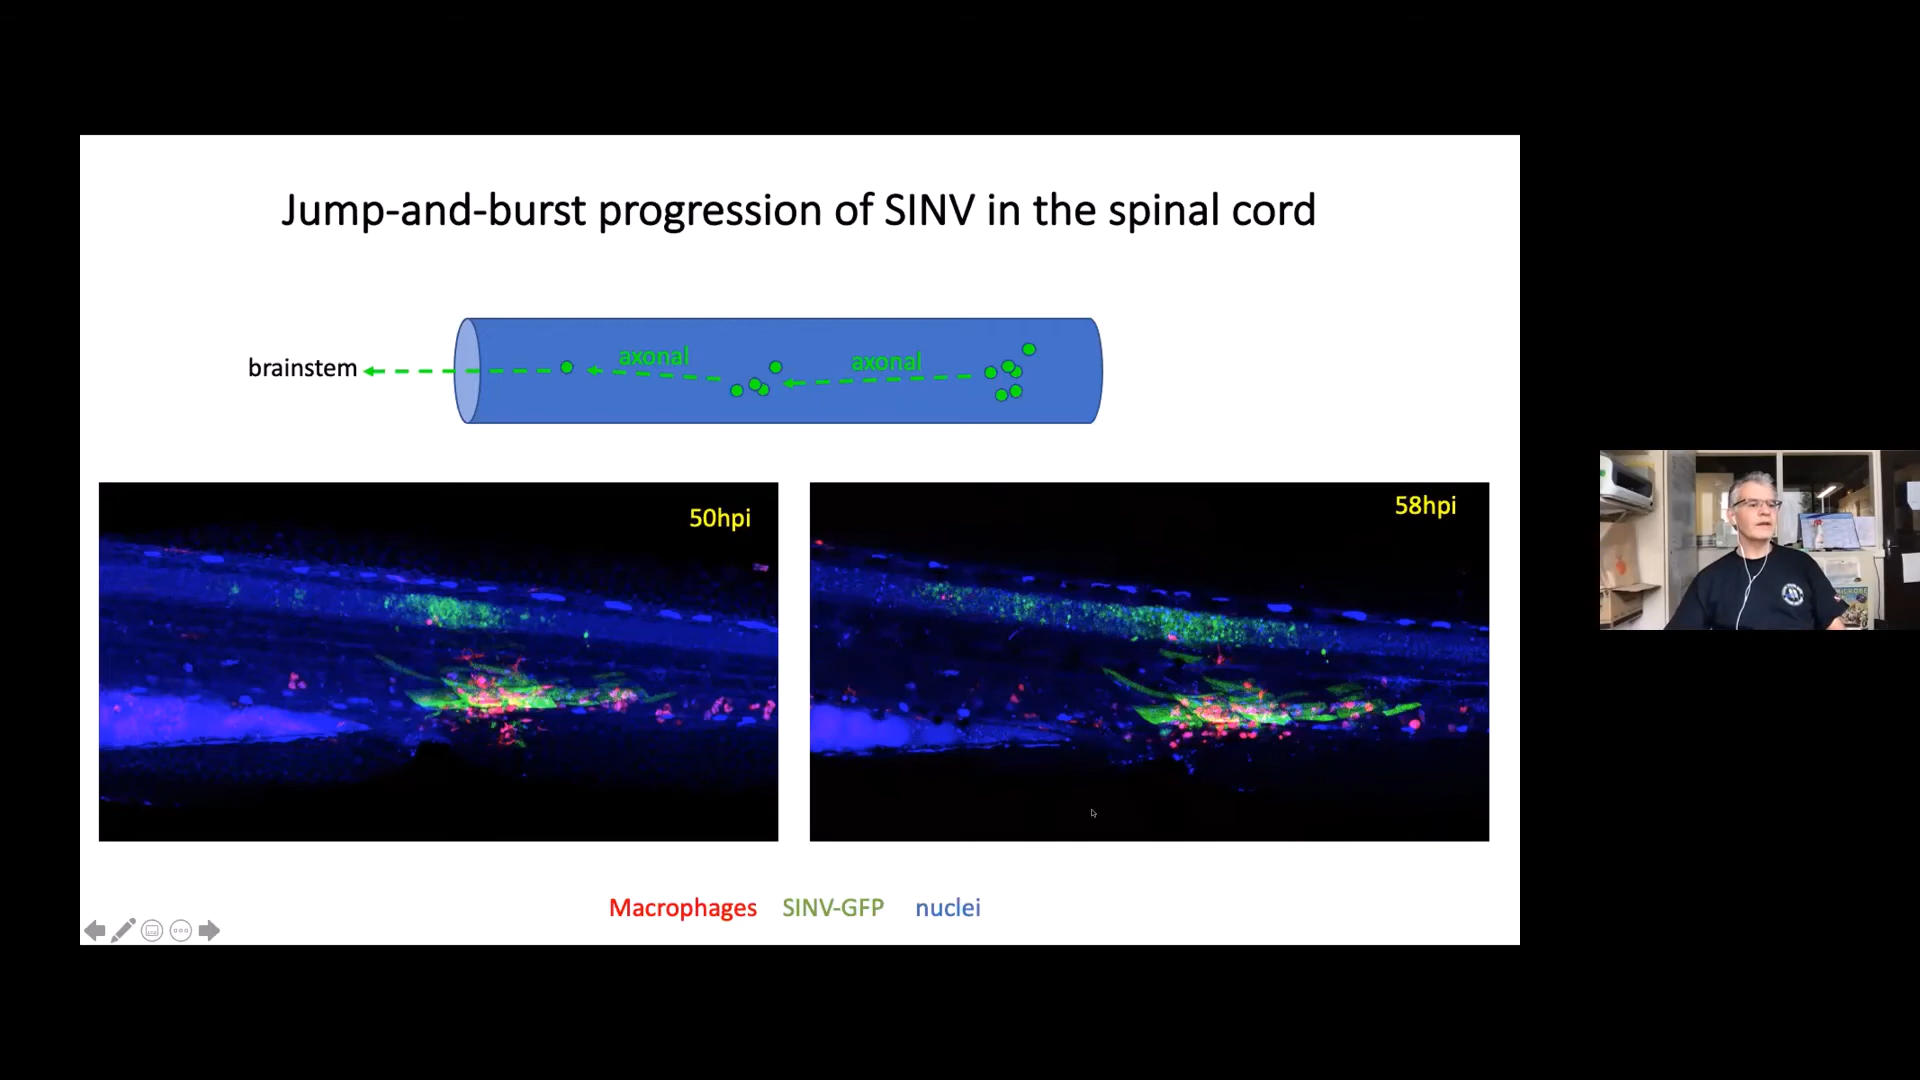 Jump-and-burst progression of SINV in the spinal cord
brainstem
axonal
axonal
50hpi
58hpi
MICROBE
Macrophages SINV-GFP nuclei